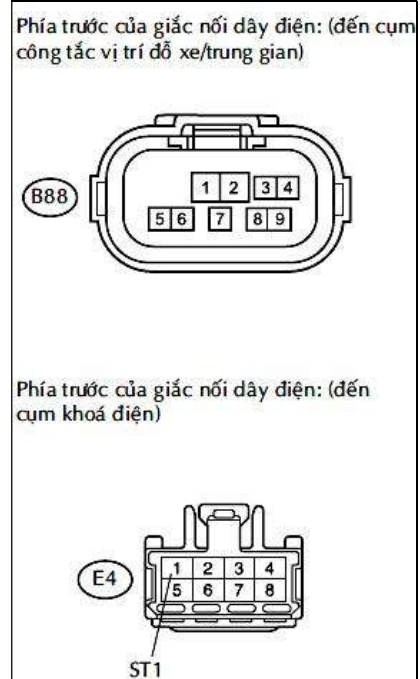 Phía trước của giắc nối dây điện: (đến cụm
công tắc vị trí đỗ xe/trung gian)
B88
1 2 3 4
5 6 7 8 9
Phía trước của giắc nối dây điện: (đến
cụm khoá điện)
E4
1 2 3 4
5 6 7 8
ST1